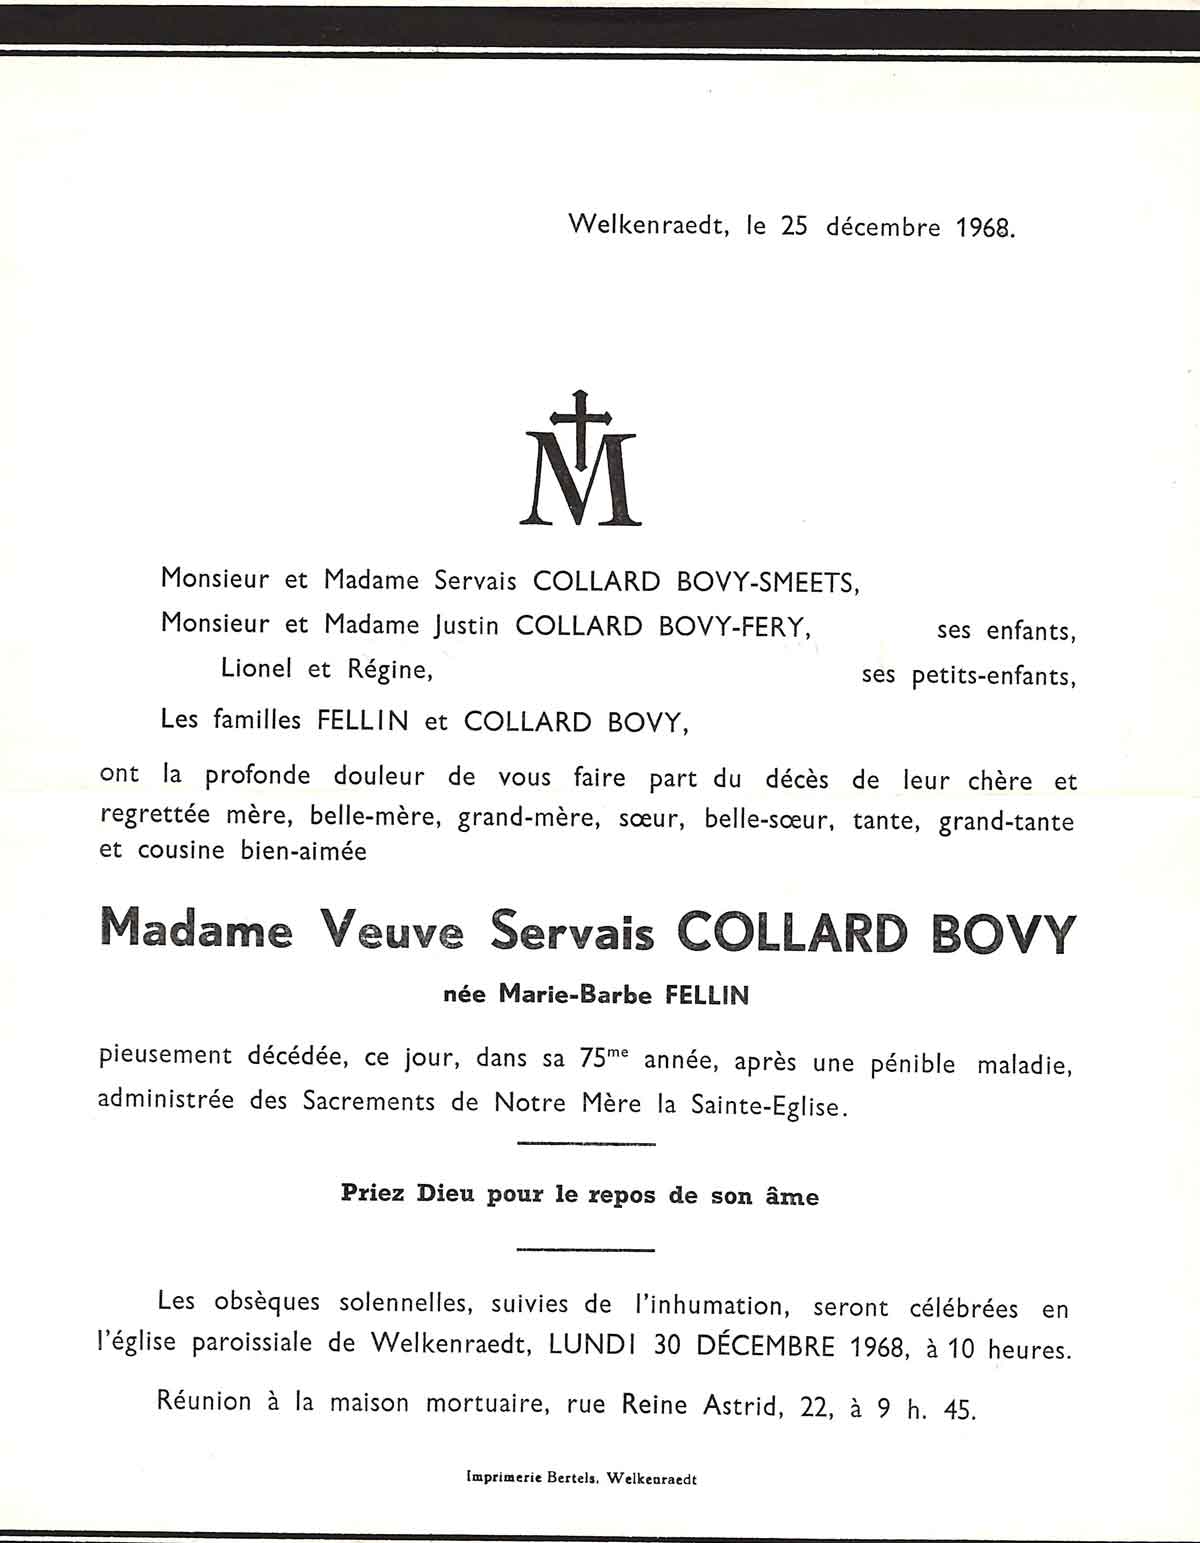 Welkenraedt, le 25 décembre 1968.
M
Monsieur et Madame Servais COLLARD BOVY-SMEETS,
Monsieur et Madame Justin COLLARD BOVY-FERY, ses enfants,
Lionel et Régine, ses petits-enfants,
Les familles FELLIN et COLLARD BOVY,
ont la profonde douleur de vous faire part du décès de leur chère et
regrettée mère, belle-mère, grand-mère, sœur, belle-sœur, tante, grand-tante
et cousine bien-aimée
Madame Veuve Servais COLLARD BOVY
née Marie-Barbe FELLIN
pieusement décédée, ce jour, dans sa 75me année, après une pénible maladie,
administrée des Sacrements de Notre Mère la Sainte-Eglise.
Priez Dieu pour le repos de son âme
Les obsèques solennelles, suivies de l'inhumation, seront célébrées en
l'église paroissiale de Welkenraedt, LUNDI 30 DÉCEMBRE 1968, à 10 heures.
Réunion à la maison mortuaire, rue Reine Astrid, 22, à 9 h. 45.
Imprimerie Bertels, Welkenraedt